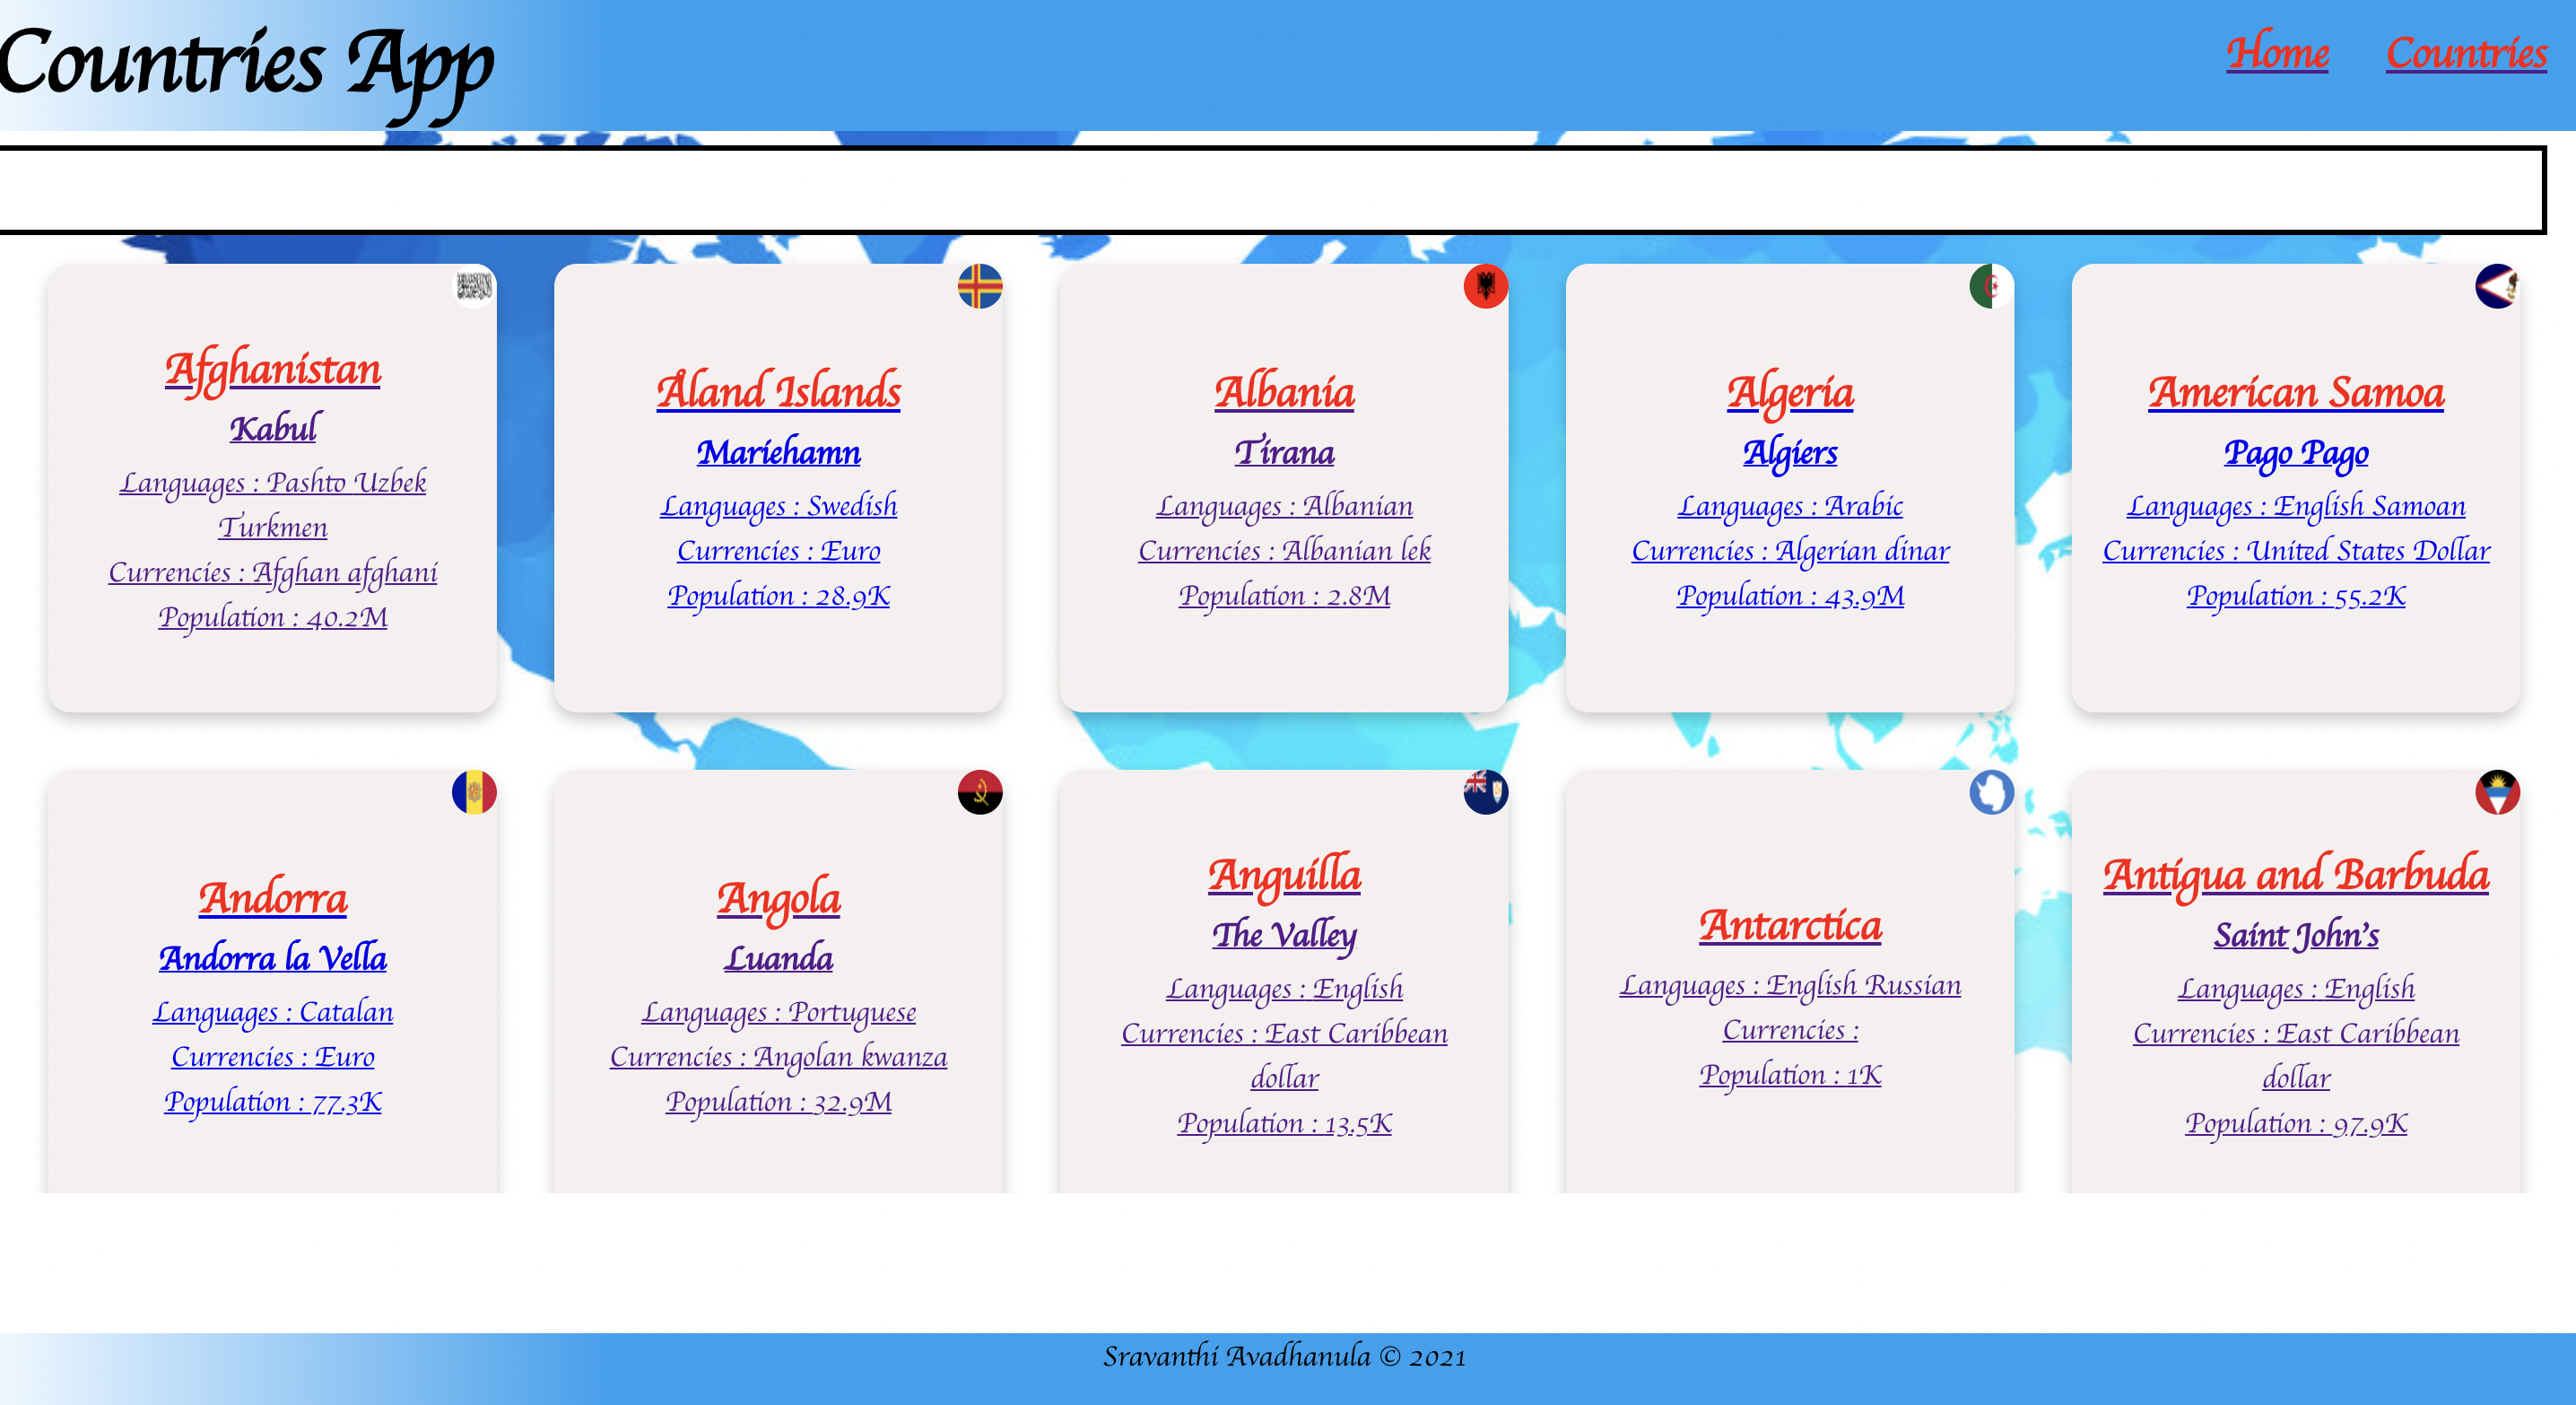 Countries App
Home
Countries
Afghanistan
Kabul
Languages : Pashto Uzbek
Turkmen
Currencies : Afghan afghani
Population : 40.2M
Åland Islands
Mariehamn
Languages : Swedish
Currencies : Euro
Population : 28.9K
Albania
Tirana
Languages : Albanian
Currencies : Albanian lek
Population : 2.8M
Algeria
Algiers
Languages : Arabic
Currencies : Algerian dinar
Population : 43.9M
American Samoa
Pago Pago
Languages : English Samoan
Currencies : United States Dollar
Population : 55.2K
Andorra
Andorra la Vella
Languages : Catalan
Currencies : Euro
Population : 77.3K
Angola
Luanda
Languages : Portuguese
Currencies : Angolan kwanza
Population : 32.9M
Anguilla
The Valley
Languages : English
Currencies : East Caribbean
dollar
Population : 13.5K
Antarctica
Languages : English Russian
Currencies :
Population : 1K
Antigua and Barbuda
Saint John's
Languages : English
Currencies : East Caribbean
dollar
Population : 97.9K
Sravanthi Avadhanula © 2021